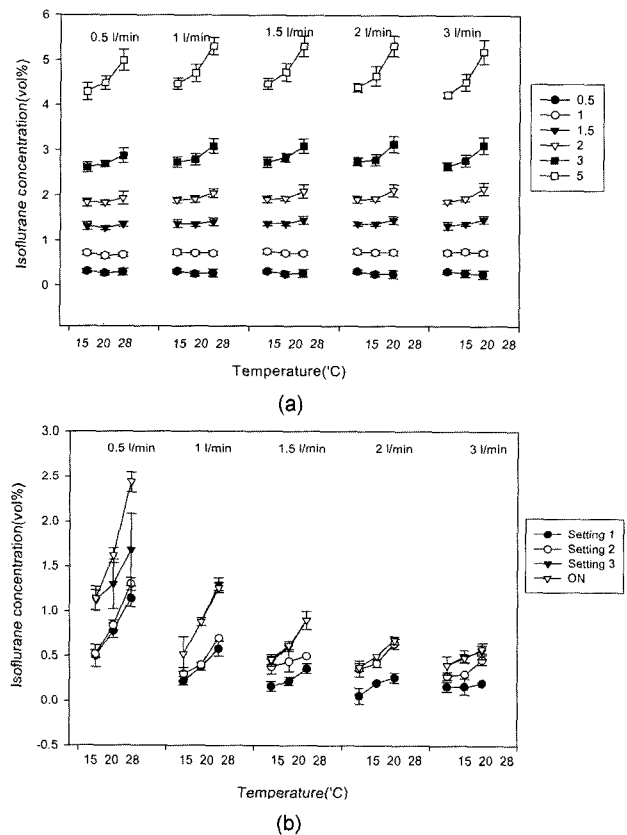 6
5
4
3
2
1
0
Isoflurane concentration(vol%)
0.5 l/min 1 l/min 1.5 l/min 2 l/min 3 l/min
0.5
1
1.5
2
3
5
15 20 28 15 20 28 15 20 28 15 20 28 15 20 28
Temperature('C)
(a)
3.0
2.5
2.0
1.5
1.0
0.5
0.0
-0.5
Isoflurane concentration(vol%)
0.5 l/min 1 l/min 1.5 l/min 2 l/min 3 l/min
Setting 1
Setting 2
Setting 3
ON
15 20 28 15 20 28 15 20 28 15 20 28 15 20 28
Temperature('C)
(b)